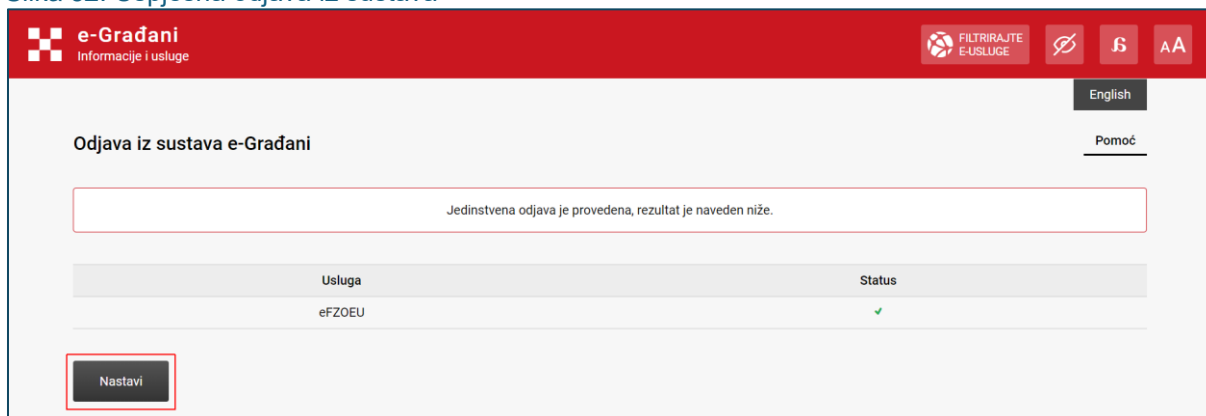 e-Građani
Informacije i usluge
FILTRIRAJTE
E-USLUGE
AA
English
Odjava iz sustava e-Građani
Pomoć
Jedinstvena odjava je provedena, rezultat je naveden niže.
Usluga Status
eFZOEU
Nastavi